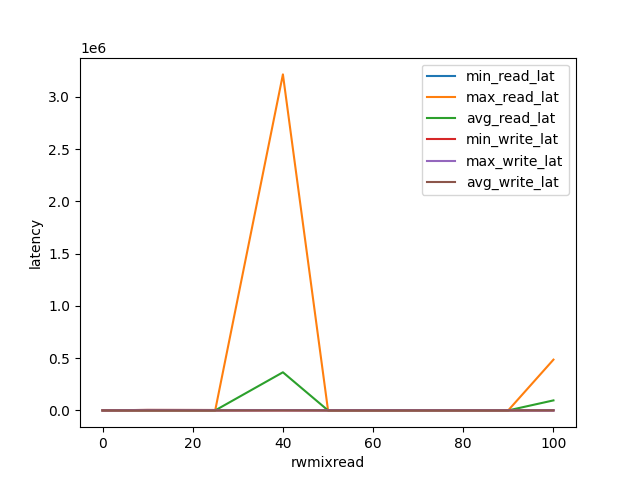 1e6
3.0
2.5
2.0
1.5
1.0
0.5
0.0
latency
0 20 40 60 80 100
rwmixread
min_read_lat
max_read_lat
avg_read_lat
min_write_lat
max_write_lat
avg_write_lat